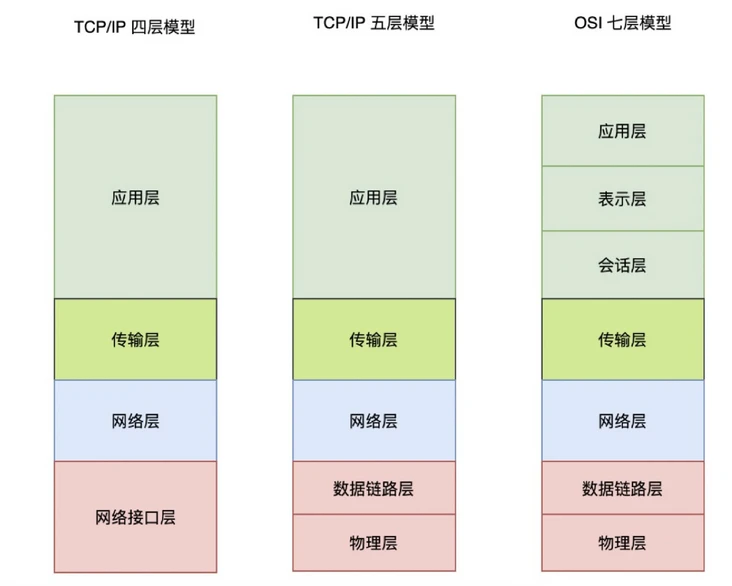 TCP/IP 四层模型
应用层
传输层
网络层
网络接口层
TCP/IP 五层模型
应用层
传输层
网络层
数据链路层
物理层
OSI 七层模型
应用层
表示层
会话层
传输层
网络层
数据链路层
物理层